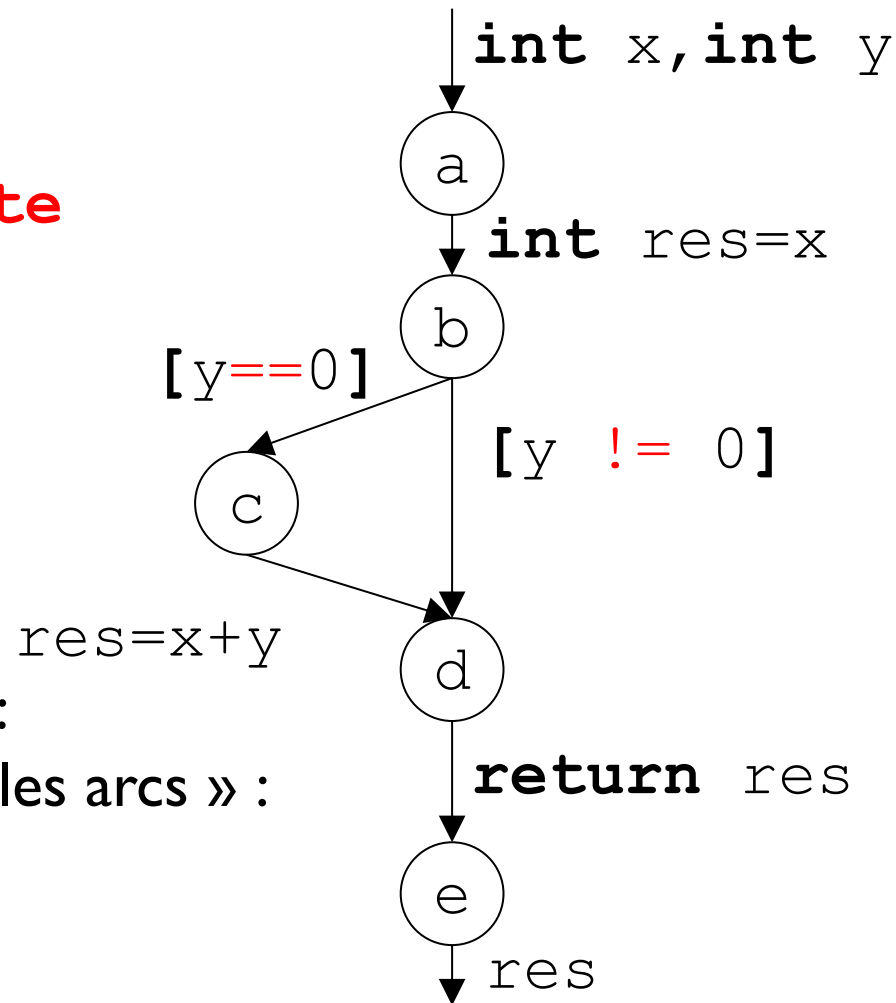 int x,int y
a
te
int res=x
b
[y==0]
[y != 0]
c
res=x+y
d
:
les arcs » :
return res
e
res